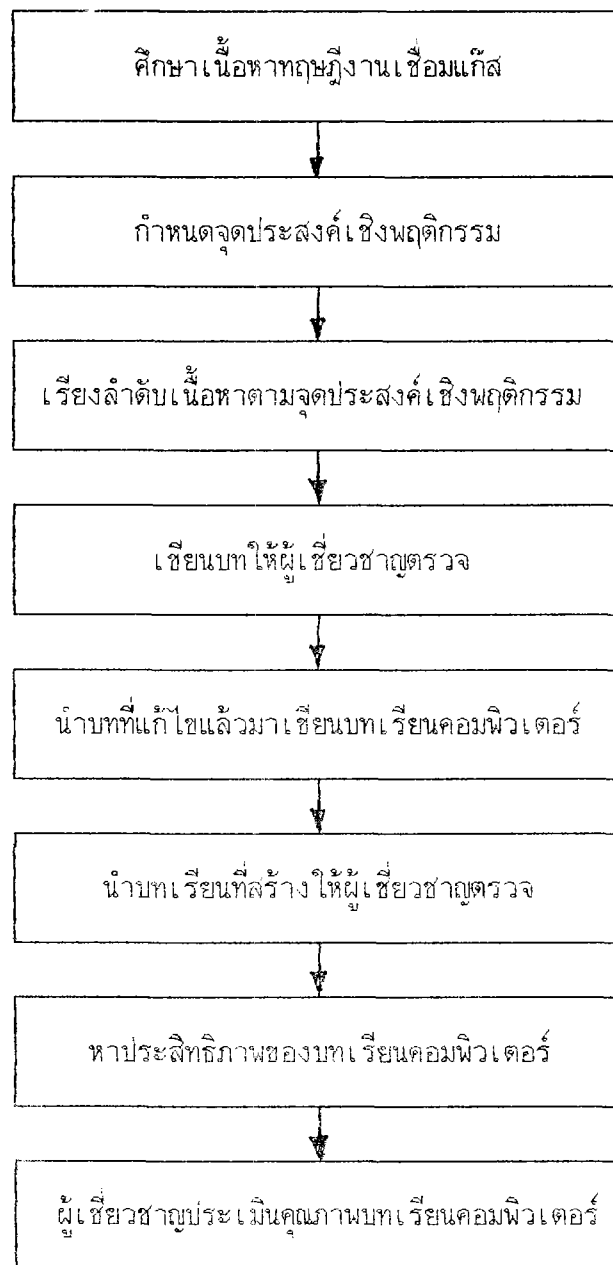 ศึกษาเนื้อหาทฤษฎีงานเชื่อมแก๊ส
กำหนดจุดประสงค์เชิงพฤติกรรม
เรียงลำดับเนื้อหาตามจุดประสงค์เชิงพฤติกรรม
เขียนบทให้ผู้เชี่ยวชาญตรวจ
นำบทที่แก้ไขแล้วมาเขียนบทเรียนคอมพิวเตอร์
นำบทเรียนที่สร้างให้ผู้เชี่ยวชาญตรวจ
หาประสิทธิภาพของบทเรียนคอมพิวเตอร์
ผู้เชี่ยวชาญประเมินคุณภาพบทเรียนคอมพิวเตอร์